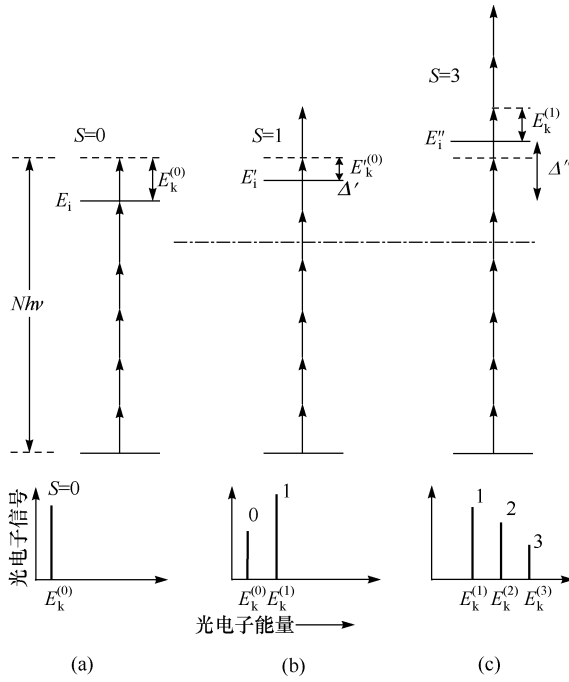 S=3
E_k^(1)
S=0
S=1
E_i''
E_k^(0)
E'_k^(0)
Δ''
E_i
E_i'
Δ'
Nhν
光电子信号
S=0
E_k^(0)
0
1
E_k^(0) E_k^(1)
1
2
3
E_k^(1) E_k^(2) E_k^(3)
光电子能量
(a)
(b)
(c)